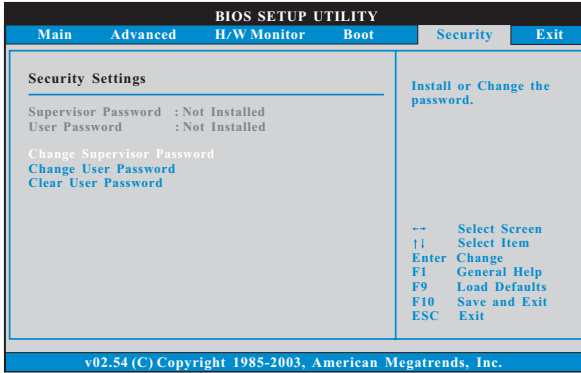 BIOS SETUP UTILITY
Main Advanced H/W Monitor Boot Security Exit
Security Settings
Supervisor Password : Not Installed
User Password : Not Installed
Change Supervisor Password
Change User Password
Clear User Password
Install or Change the
password.
←→ Select Screen
↑↓ Select Item
Enter Change
F1 General Help
F9 Load Defaults
F10 Save and Exit
ESC Exit
v02.54 (C) Copyright 1985-2003, American Megatrends, Inc.